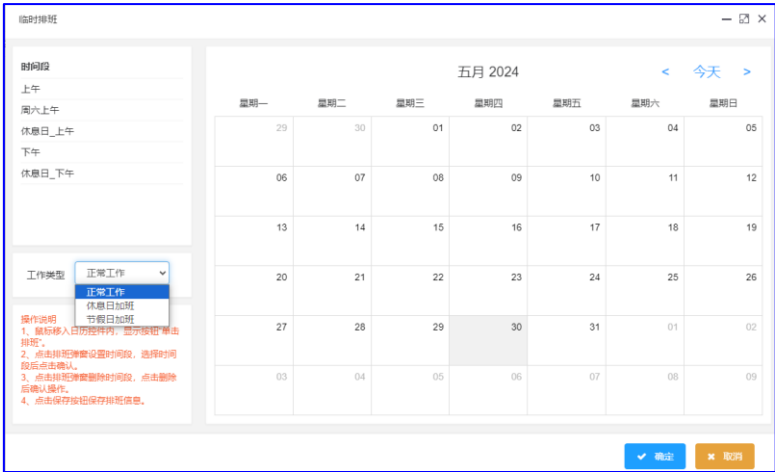 临时排班
时间段
上午
周六上午
休息日_上午
下午
休息日_下午
工作类型 正常工作
正常工作
休息日加班
节假日加班
操作说明
1、鼠标移入日历控件内，显示按钮“单击
排班”。
2、点击排班弹窗设置时间段，选择时间
段后点击确认。
3、点击排班弹窗删除时间段，点击删除
后确认操作。
4、点击保存按钮保存排班信息。
五月 2024 < 今天 >
星期一 星期二 星期三 星期四 星期五 星期六 星期日
29 30 01 02 03 04 05
06 07 08 09 10 11 12
13 14 15 16 17 18 19
20 21 22 23 24 25 26
27 28 29 30 31 01 02
03 04 05 06 07 08 09
确定 取消